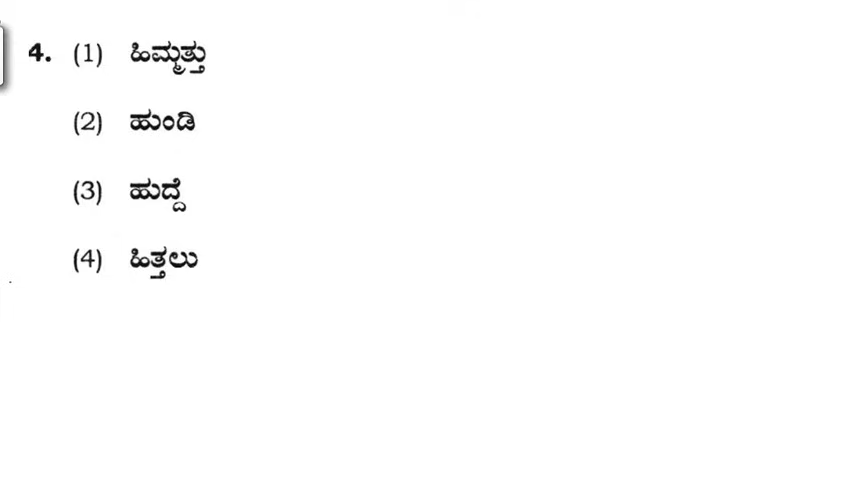 4. (1) ಹಿಮ್ಮತ್ತು
(2) ಹುಂಡಿ
(3) ಹುದ್ದೆ
(4) ಹಿತ್ತಲು